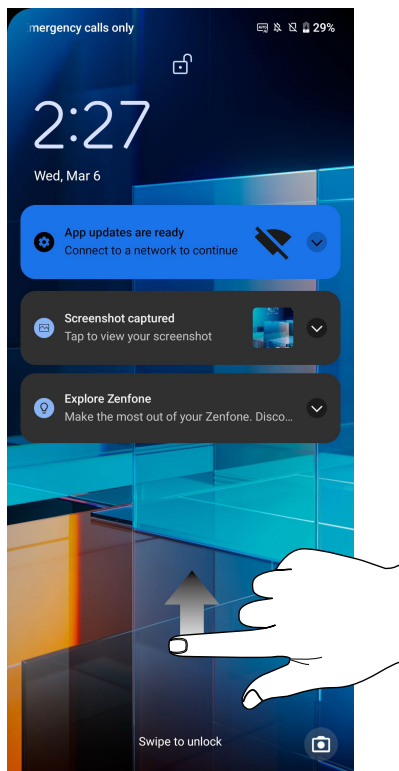 mergency calls only
29%
2:27
Wed, Mar 6
App updates are ready
Connect to a network to continue
Screenshot captured
Tap to view your screenshot
Explore Zenfone
Make the most out of your Zenfone. Disco...
Swipe to unlock